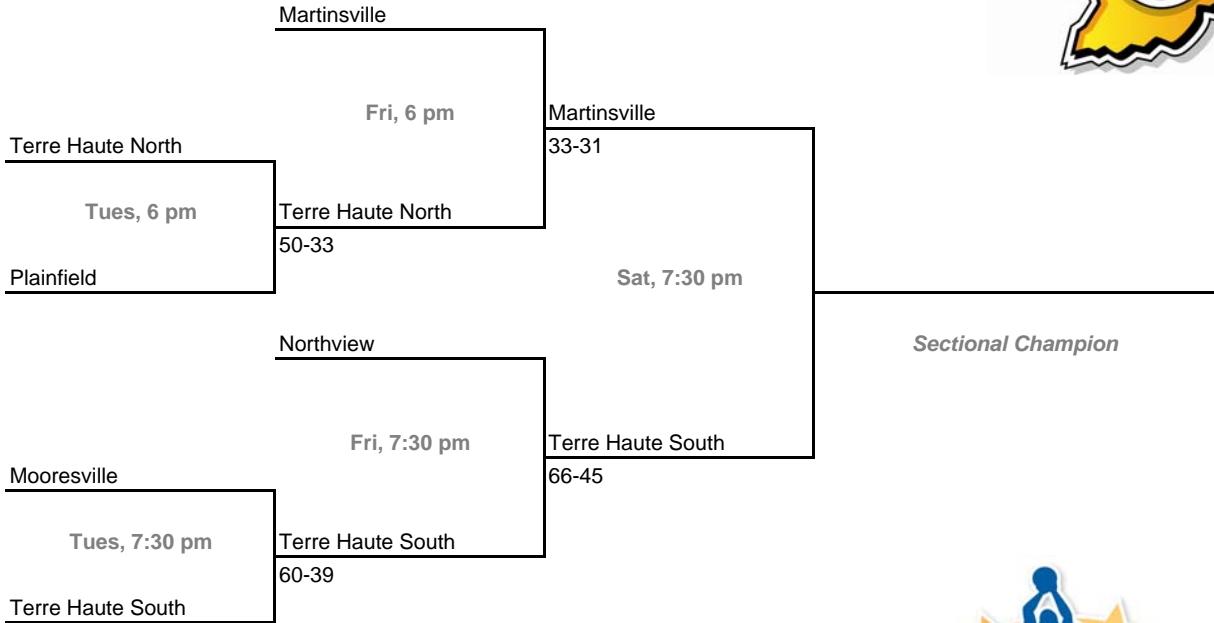 Martinsville
Fri, 6 pm
Martinsville
Terre Haute North
33-31
Tues, 6 pm
Terre Haute North
50-33
Plainfield
Sat, 7:30 pm
Northview
Sectional Champion
Fri, 7:30 pm
Terre Haute South
Mooresville
66-45
Tues, 7:30 pm
Terre Haute South
60-39
Terre Haute South